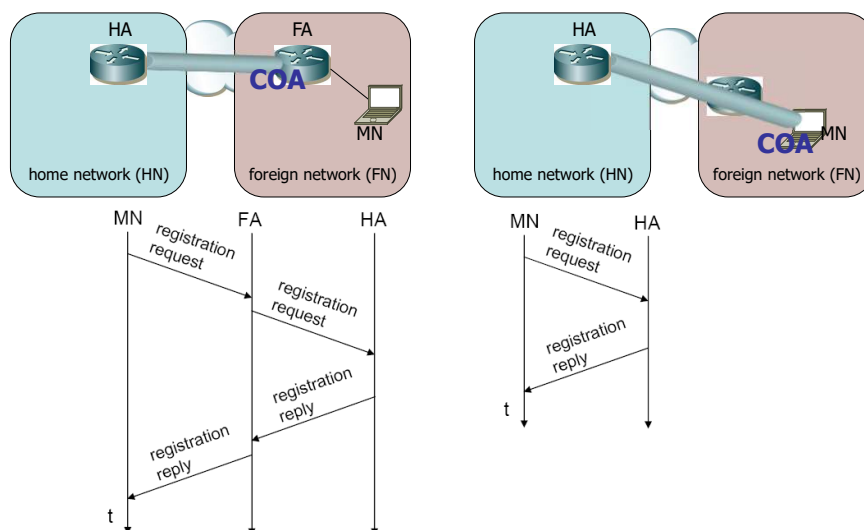 HA
FA
COA
MN
home network (HN)
foreign network (FN)
MN
FA
HA
registration
request
registration
request
registration
reply
registration
reply
t
HA
MN
COA
home network (HN)
foreign network (FN)
MN
HA
registration
request
registration
reply
t